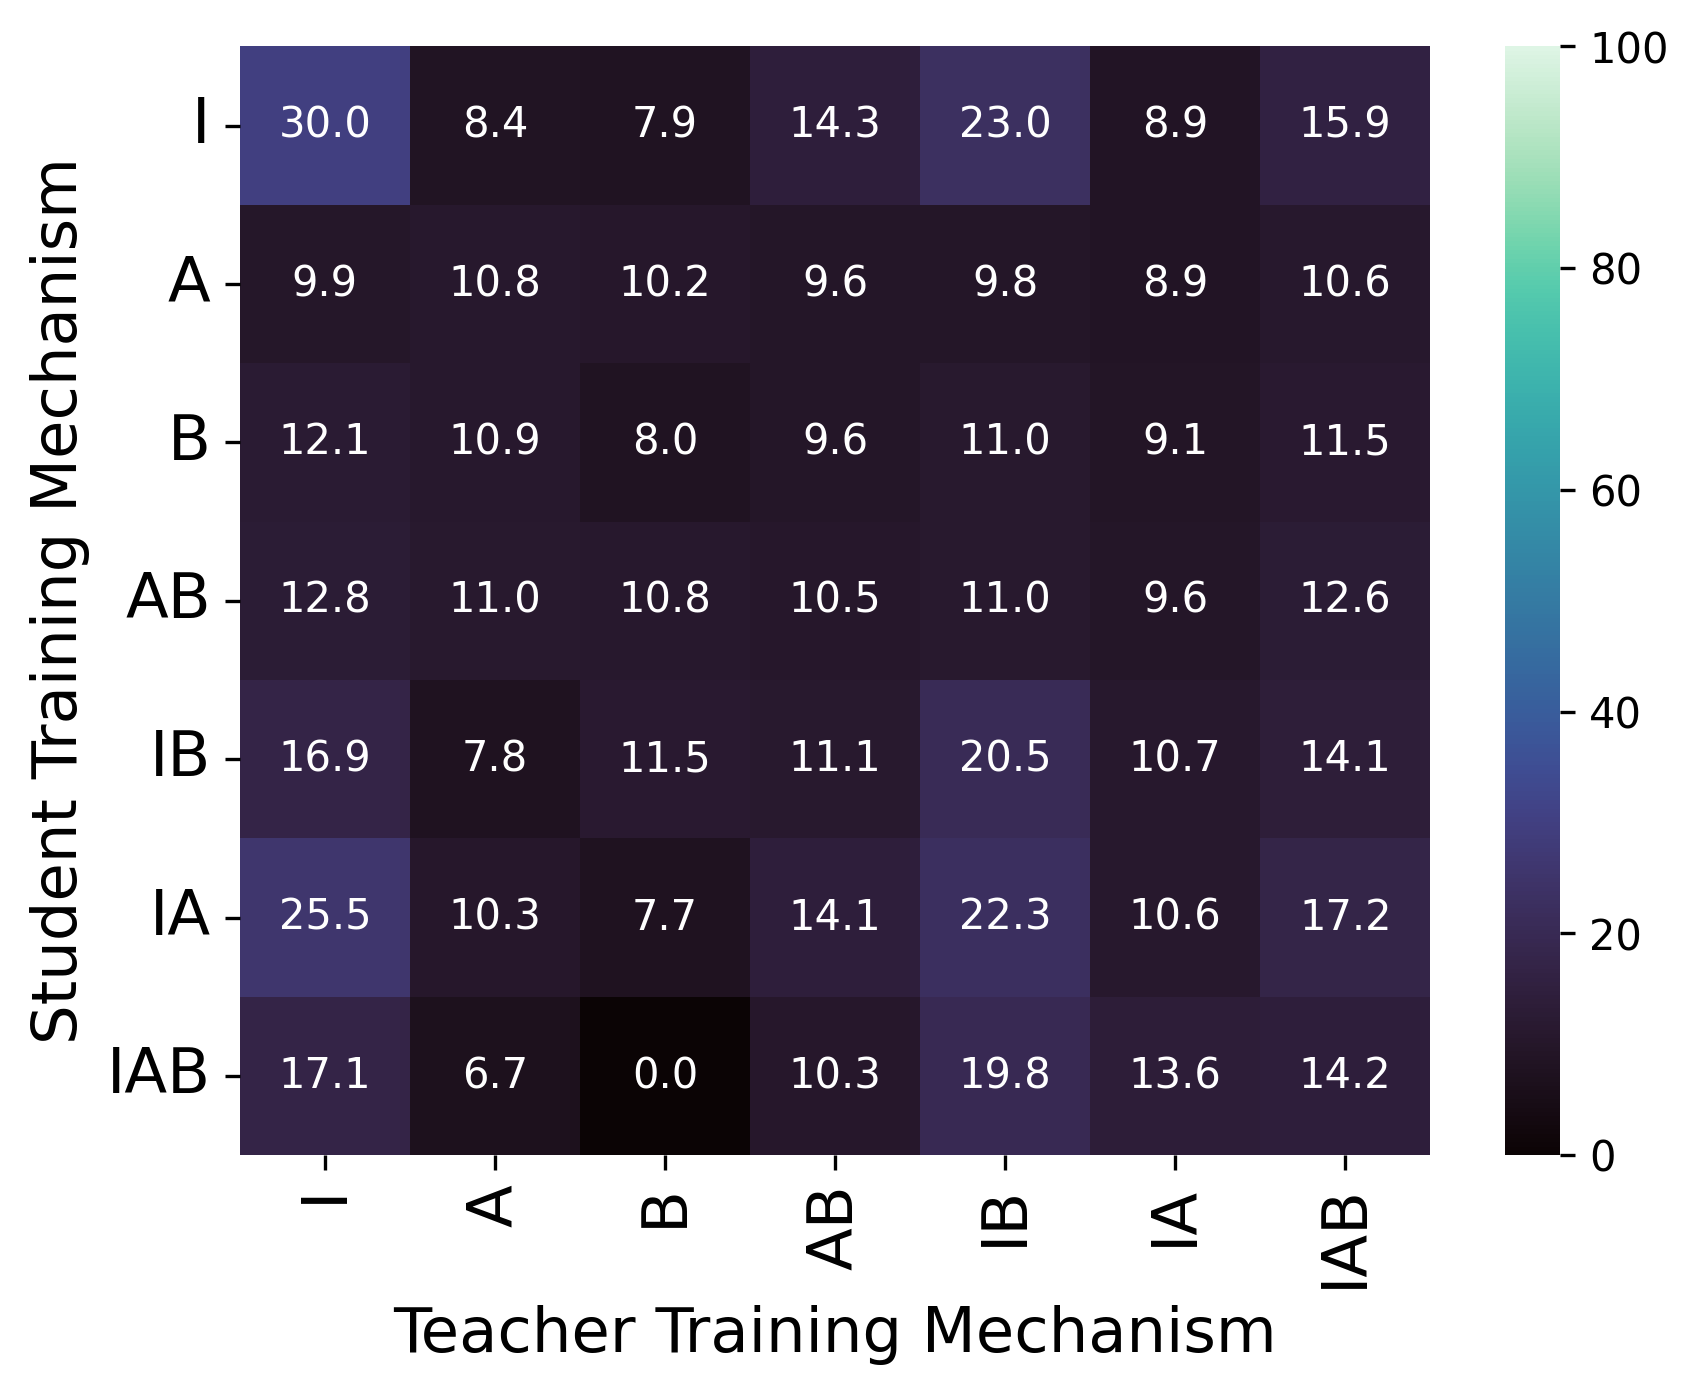 Student Training Mechanism
I 30.0 8.4 7.9 14.3 23.0 8.9 15.9
A 9.9 10.8 10.2 9.6 9.8 8.9 10.6
B 12.1 10.9 8.0 9.6 11.0 9.1 11.5
AB 12.8 11.0 10.8 10.5 11.0 9.6 12.6
IB 16.9 7.8 11.5 11.1 20.5 10.7 14.1
IA 25.5 10.3 7.7 14.1 22.3 10.6 17.2
IAB 17.1 6.7 0.0 10.3 19.8 13.6 14.2
I A B AB IB IA IAB
Teacher Training Mechanism
100
80
60
40
20
0